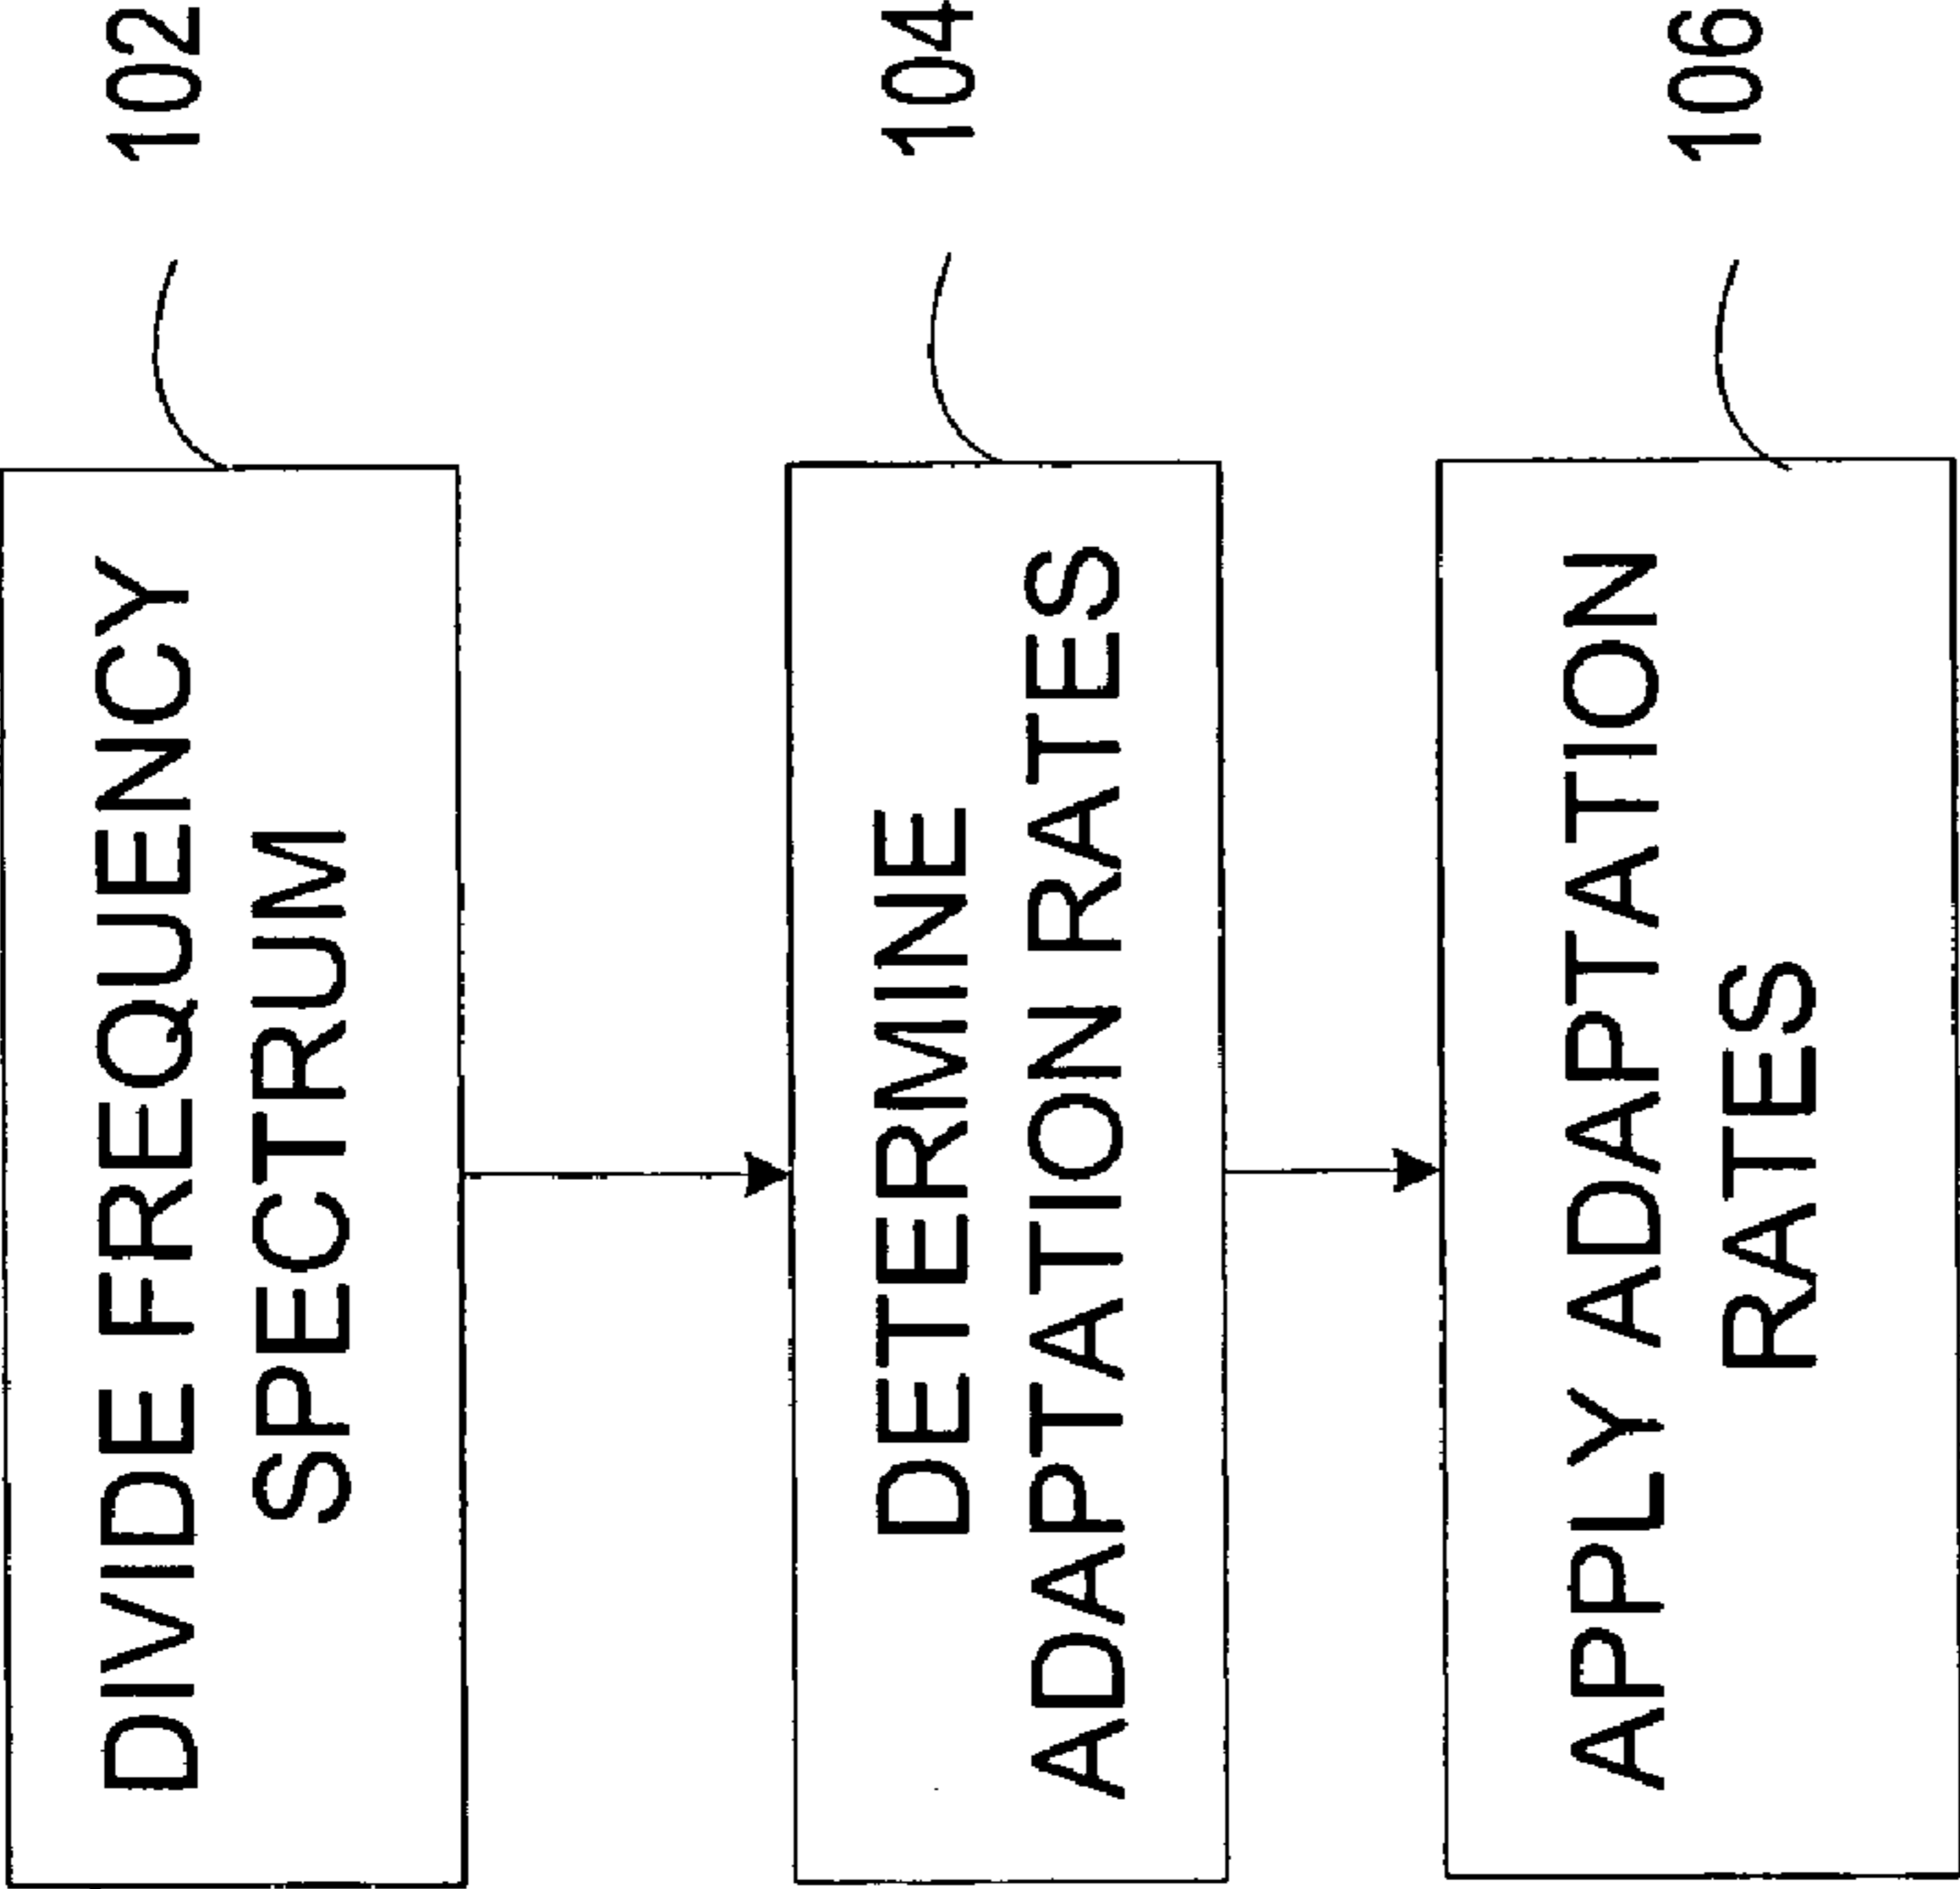 DIVIDE FREQUENCY
SPECTRUM
102
DETERMINE
ADAPTATION RATES
104
APPLY ADAPTATION
RATES
106